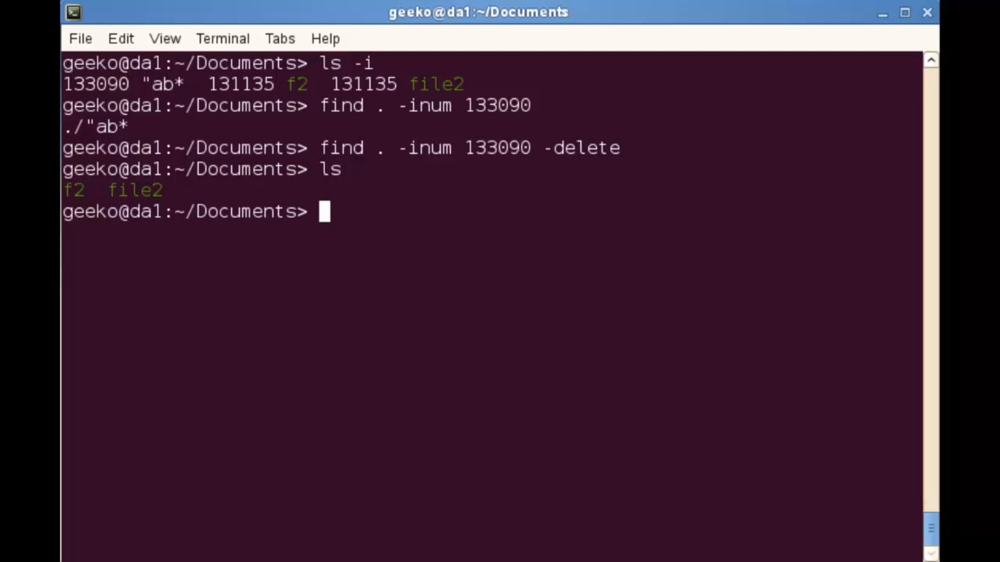 geeko@da1:~/Documents
File Edit View Terminal Tabs Help
geeko@da1:~/Documents> ls -i
133090 "ab*  131135 f2  131135 file2
geeko@da1:~/Documents> find . -inum 133090
./"ab*
geeko@da1:~/Documents> find . -inum 133090 -delete
geeko@da1:~/Documents> ls
f2  file2
geeko@da1:~/Documents>